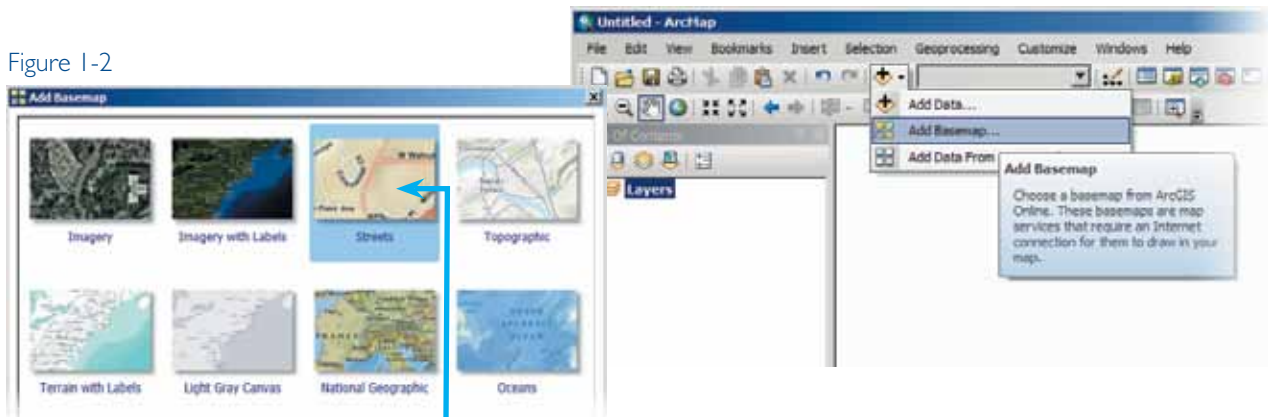 Figure 1-2
Add Basemap
Imagery
Imagery with Labels
Streets
Topographic
Terrain with Labels
Light Gray Canvas
National Geographic
Oceans
Untitled - ArcMap
File Edit View Bookmarks Insert Selection Geoprocessing Customize Windows Help
Add Data...
Add Basemap...
Add Data From
Of Contents
Layers
Add Basemap
Choose a basemap from ArcGIS
Online. These basemaps are map
services that require an Internet
connection for them to draw in your
map.